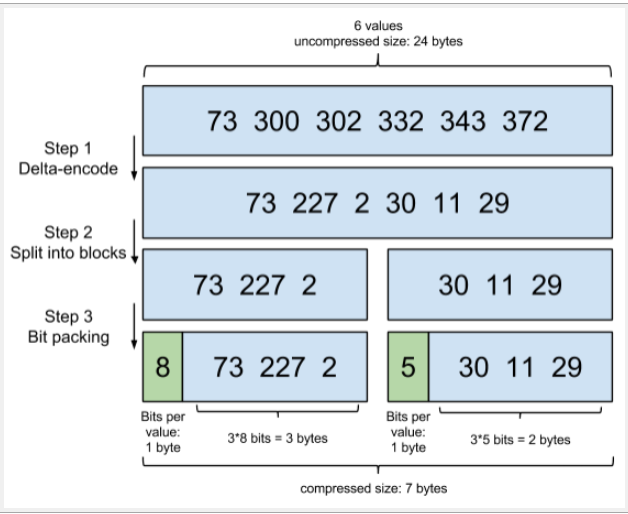 6 values
uncompressed size: 24 bytes
73 300 302 332 343 372
Step 1
Delta-encode
73 227 2 30 11 29
Step 2
Split into blocks
73 227 2
30 11 29
Step 3
Bit packing
8
73 227 2
5
30 11 29
Bits per
value:
1 byte
3*8 bits = 3 bytes
Bits per
value:
1 byte
3*5 bits = 2 bytes
compressed size: 7 bytes